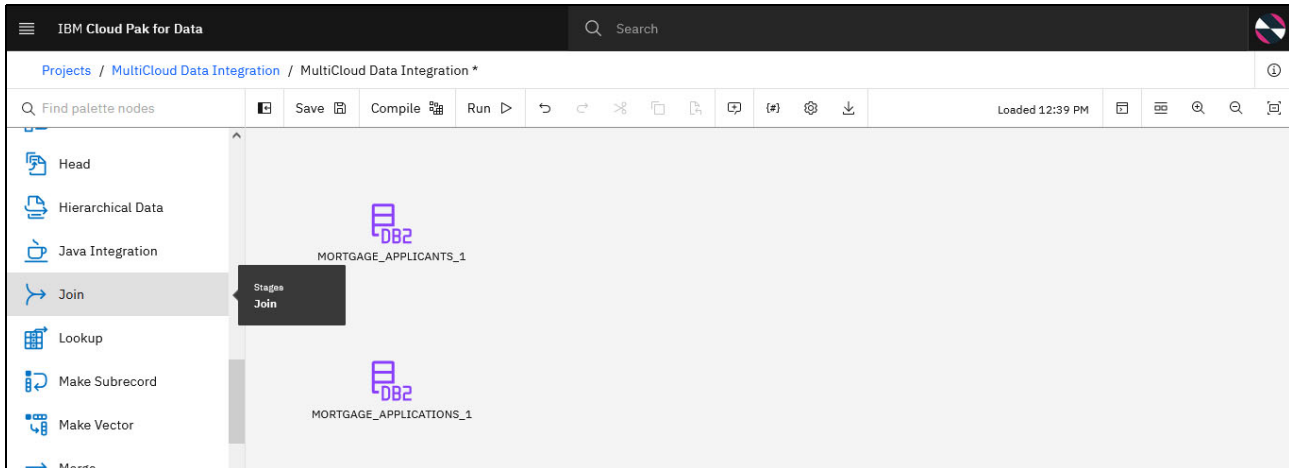 IBM Cloud Pak for Data
Search
Projects / MultiCloud Data Integration / MultiCloud Data Integration *
Find palette nodes
Save
Compile
Run
{#}
Loaded 12:39 PM
Head
Hierarchical Data
Java Integration
Join
Lookup
Make Subrecord
Make Vector
Merge
Stages
Join
DB2
MORTGAGE_APPLICANTS_1
DB2
MORTGAGE_APPLICATIONS_1